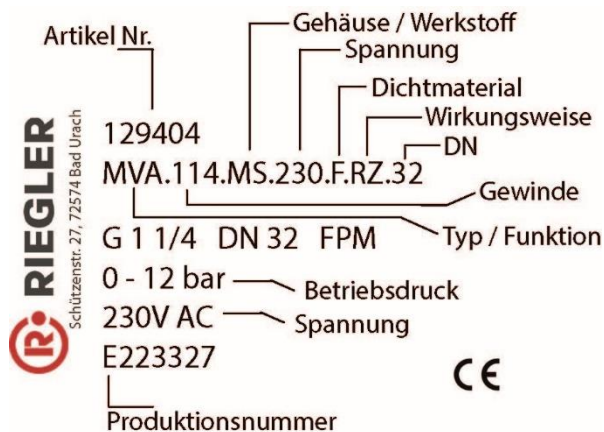 Artikel Nr.
Gehäuse / Werkstoff
Spannung
Dichtmaterial
Wirkungsweise
DN
129404
MVA.114.MS.230.F.RZ.32
Gewinde
Typ / Funktion
G 1 1/4 DN 32 FPM
0 - 12 bar
Betriebsdruck
230V AC
Spannung
E223327
CE
Produktionsnummer
R
RIEGLER
Schützenstr. 27, 72574 Bad Urach